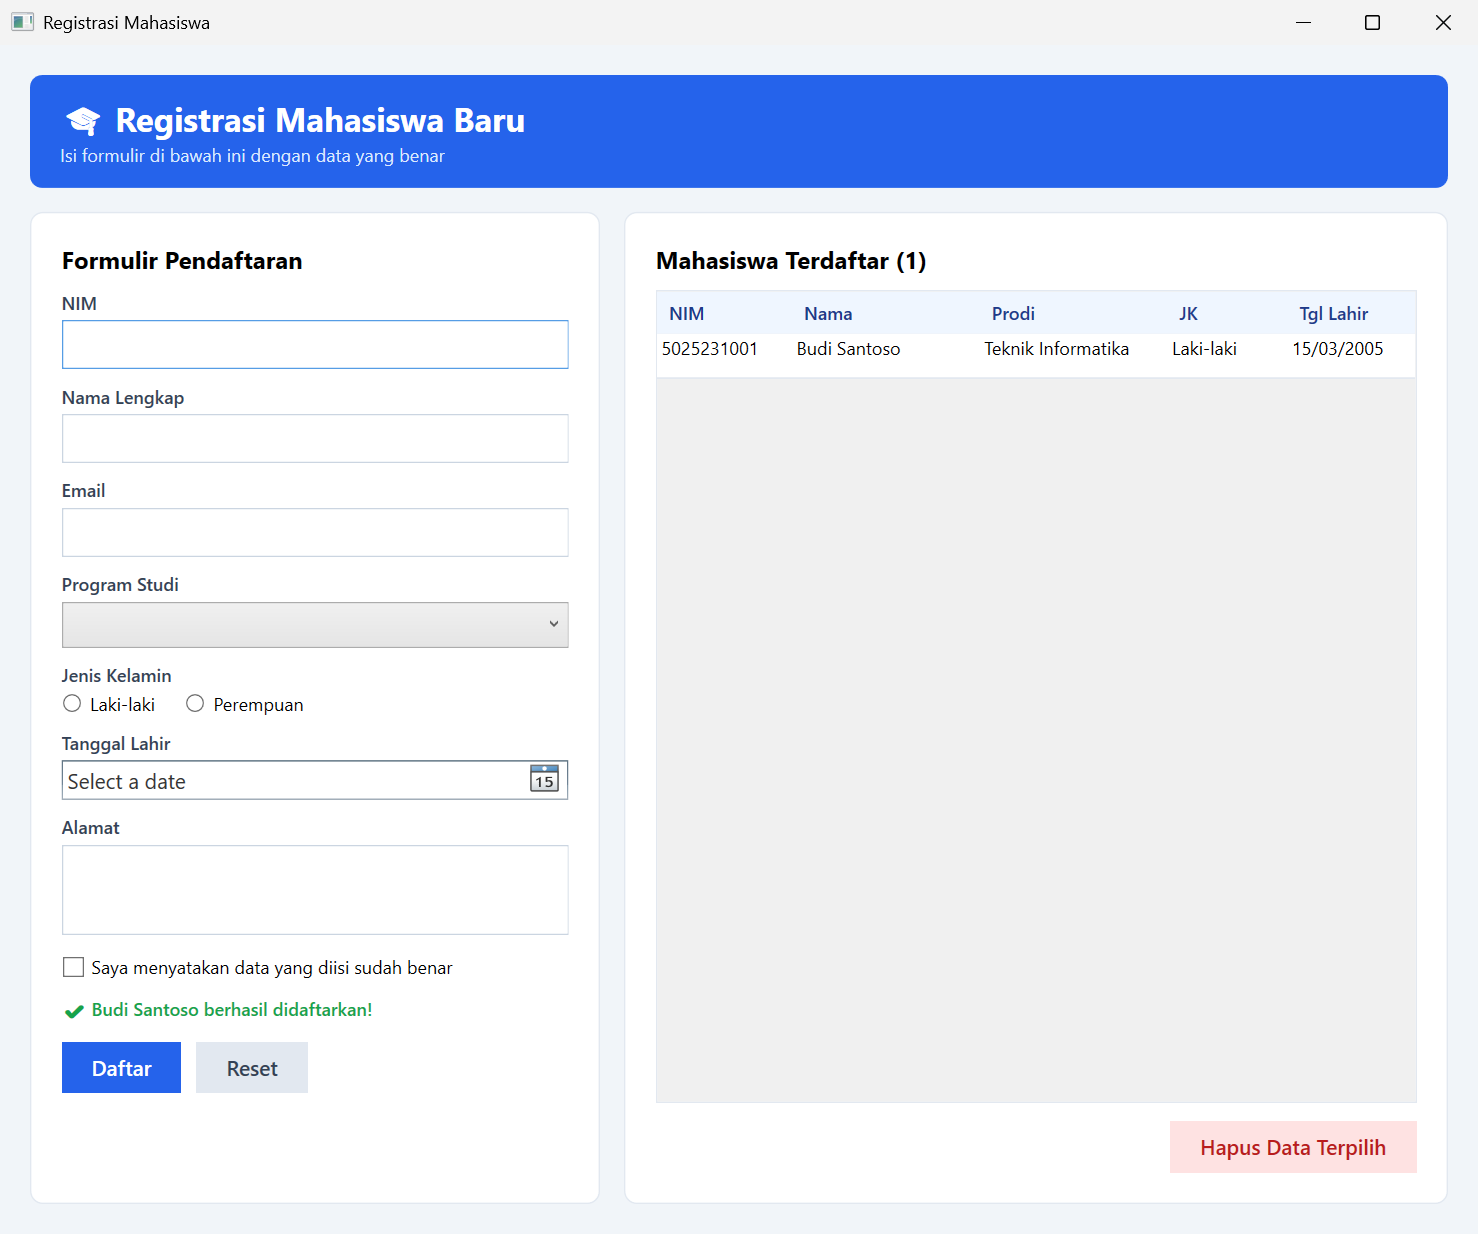 Registrasi Mahasiswa
Registrasi Mahasiswa Baru
Isi formulir di bawah ini dengan data yang benar
Formulir Pendaftaran
NIM
Nama Lengkap
Email
Program Studi
Jenis Kelamin
Laki-laki Perempuan
Tanggal Lahir
Select a date 15
Alamat
Saya menyatakan data yang diisi sudah benar
Budi Santoso berhasil didaftarkan!
Daftar Reset
Mahasiswa Terdaftar (1)
NIM Nama Prodi JK Tgl Lahir
5025231001 Budi Santoso Teknik Informatika Laki-laki 15/03/2005
Hapus Data Terpilih